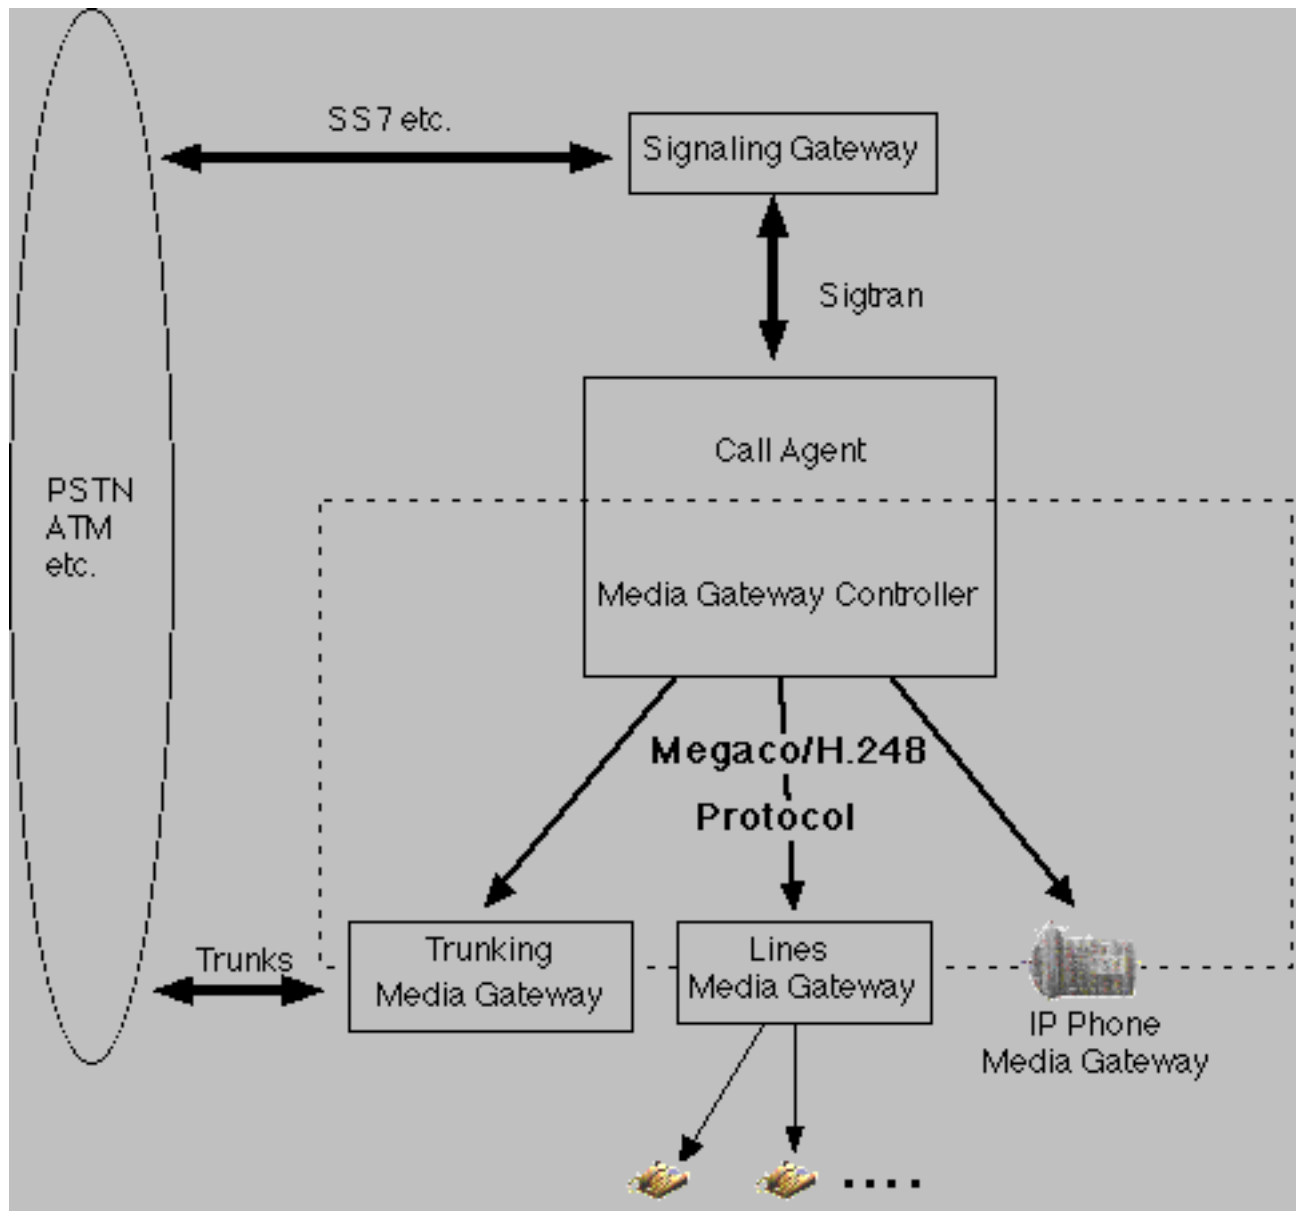 SS7 etc.
Signaling Gateway
Sigtran
Call Agent
PSTN
ATM
etc.
Media Gateway Controller
Megaco/H.248
Protocol
Trunks
Trunking
Media Gateway
Lines
Media Gateway
IP Phone
Media Gateway